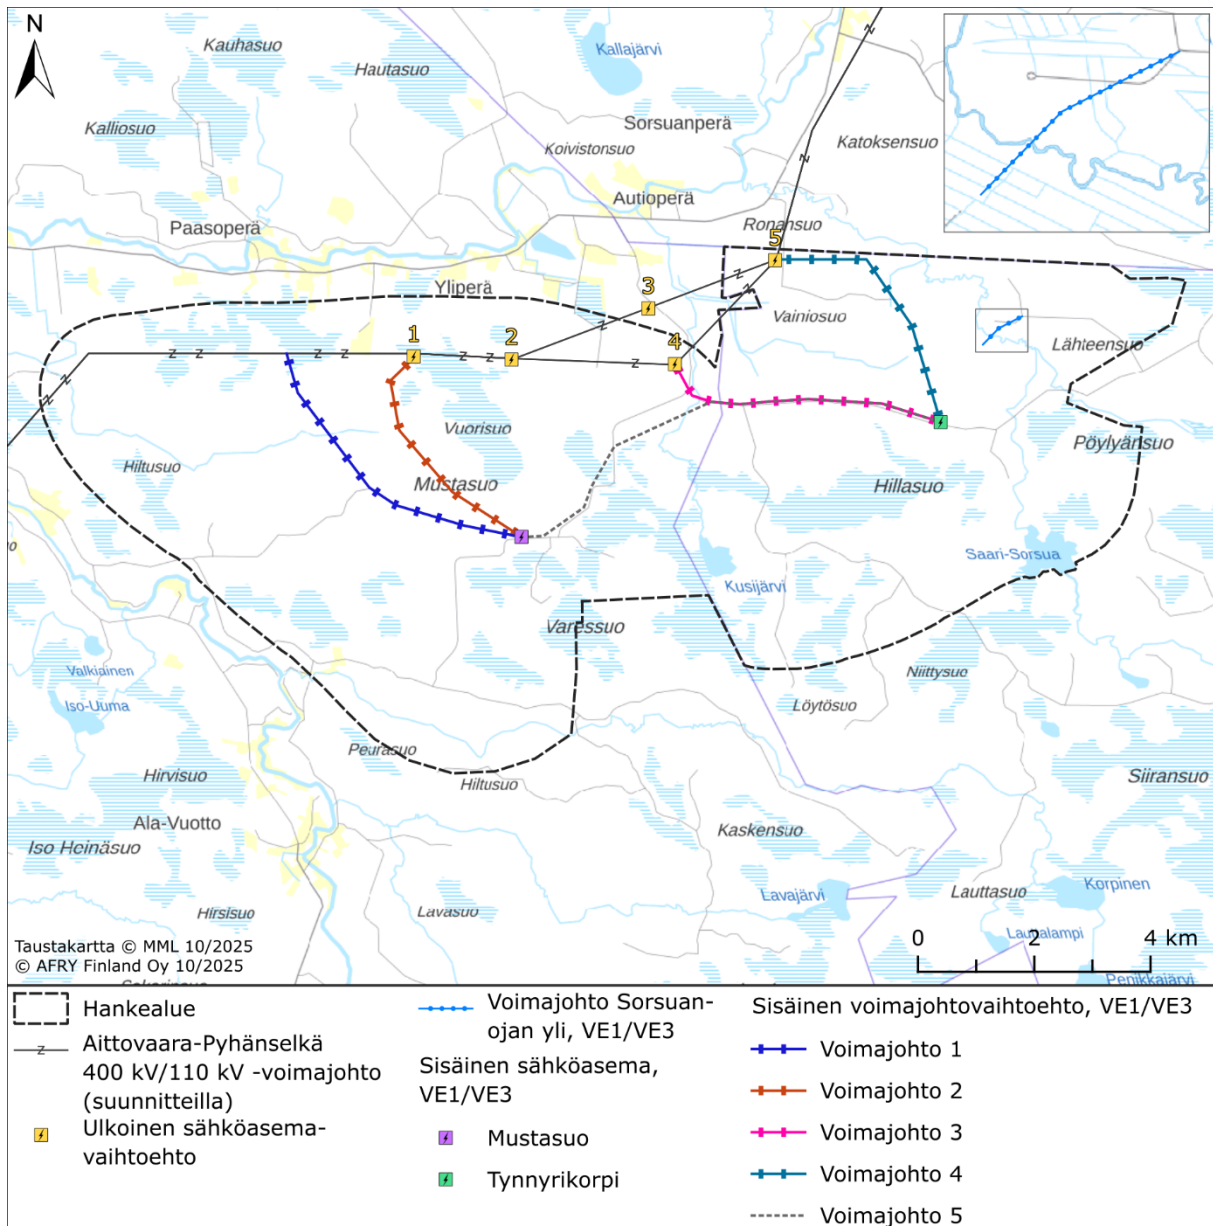 N
Kauhasuo
Hautasuo
Kallajärvi
Kalliosuo
Sorsuanperä
Katoksensuo
Koivistonsuo
Autioperä
Paasoperä
Ronansuo
5
Yliperä
3
Vainiosuo
1
2
4
Lähteensuo
Vuorisuo
Pöylyänsuo
Hiltusuo
Mustasuo
Hillasuo
Saari-Sorsua
Kusijärvi
Varessuo
Valkiainen
Niittysuo
Iso-Uuma
Löytösuo
Peurasuo
Hirvisuo
Hiltusuo
Siiransuo
Ala-Vuotto
Kaskensuo
Iso Heinäsuo
Korpinen
Lavajärvi
Lauttasuo
Hirsisuo
Lavasuo
0 2 4 km
Taustakartta © MML 10/2025
© AFRY Finland Oy 10/2025
Penikkajärvi
Hankealue
Aittovaara-Pyhänselkä
400 kV/110 kV -voimajohto
(suunnitteilla)
Ulkoinen sähköasema-
vaihtoehto
Voimajohto Sorsuan-
ojan yli, VE1/VE3
Sisäinen sähköasema,
VE1/VE3
Mustasuo
Tynnyrikorpi
Sisäinen voimajohtovaihtoehto, VE1/VE3
Voimajohto 1
Voimajohto 2
Voimajohto 3
Voimajohto 4
Voimajohto 5